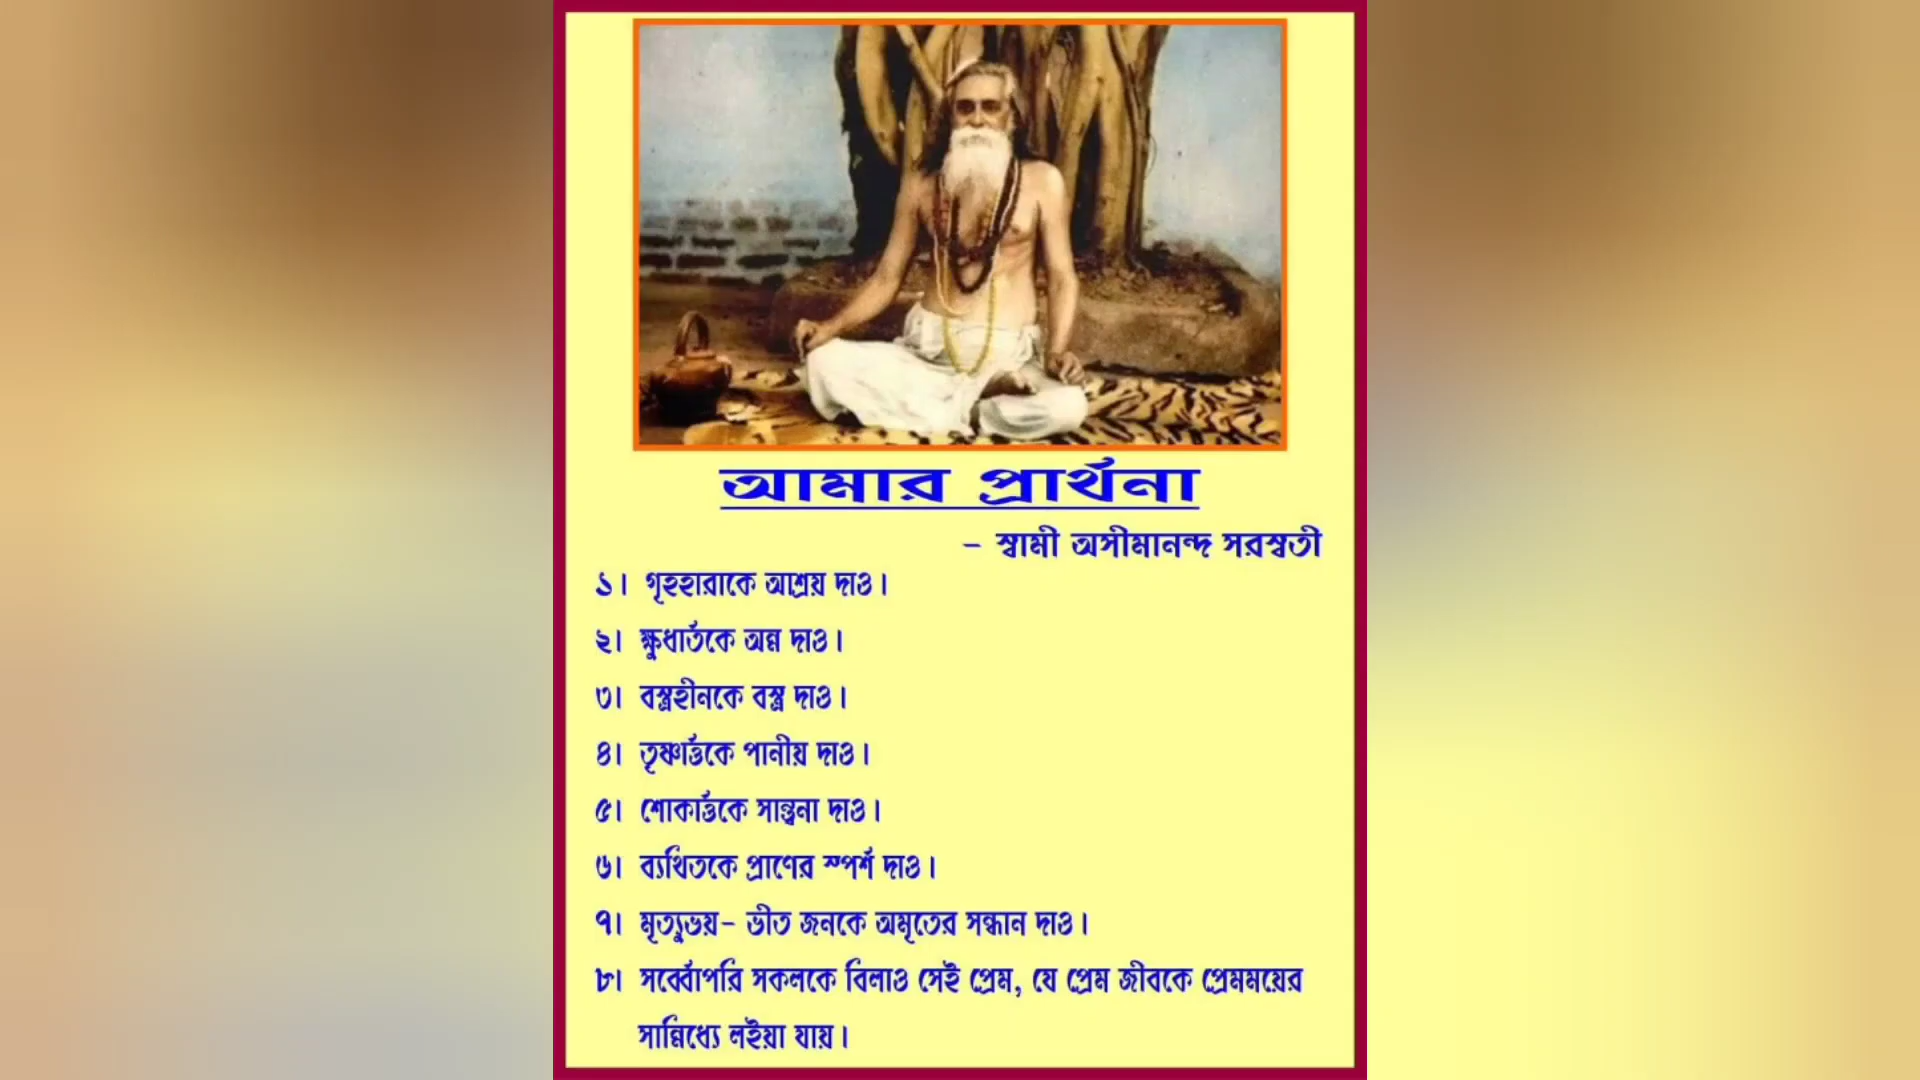 আমার প্রার্থনা
- স্বামী অসীমানন্দ সরস্বতী
১। গৃহহারাকে আশ্রয় দাও।
২। ক্ষুধার্তকে অন্ন দাও।
৩। বস্ত্রহীনকে বস্ত্র দাও।
৪। তৃষ্ণার্ত্তকে পানীয় দাও।
৫। শোকার্ত্তকে সান্ত্বনা দাও।
৬। ব্যথিতকে প্রাণের স্পর্শ দাও।
৭। মৃত্যুভয়- ভীত জনকে অমৃতের সন্ধান দাও।
৮। সর্ব্বোপরি সকলকে বিলাও সেই প্রেম, যে প্রেম জীবকে প্রেমময়ের
সান্নিধ্যে লইয়া যায়।